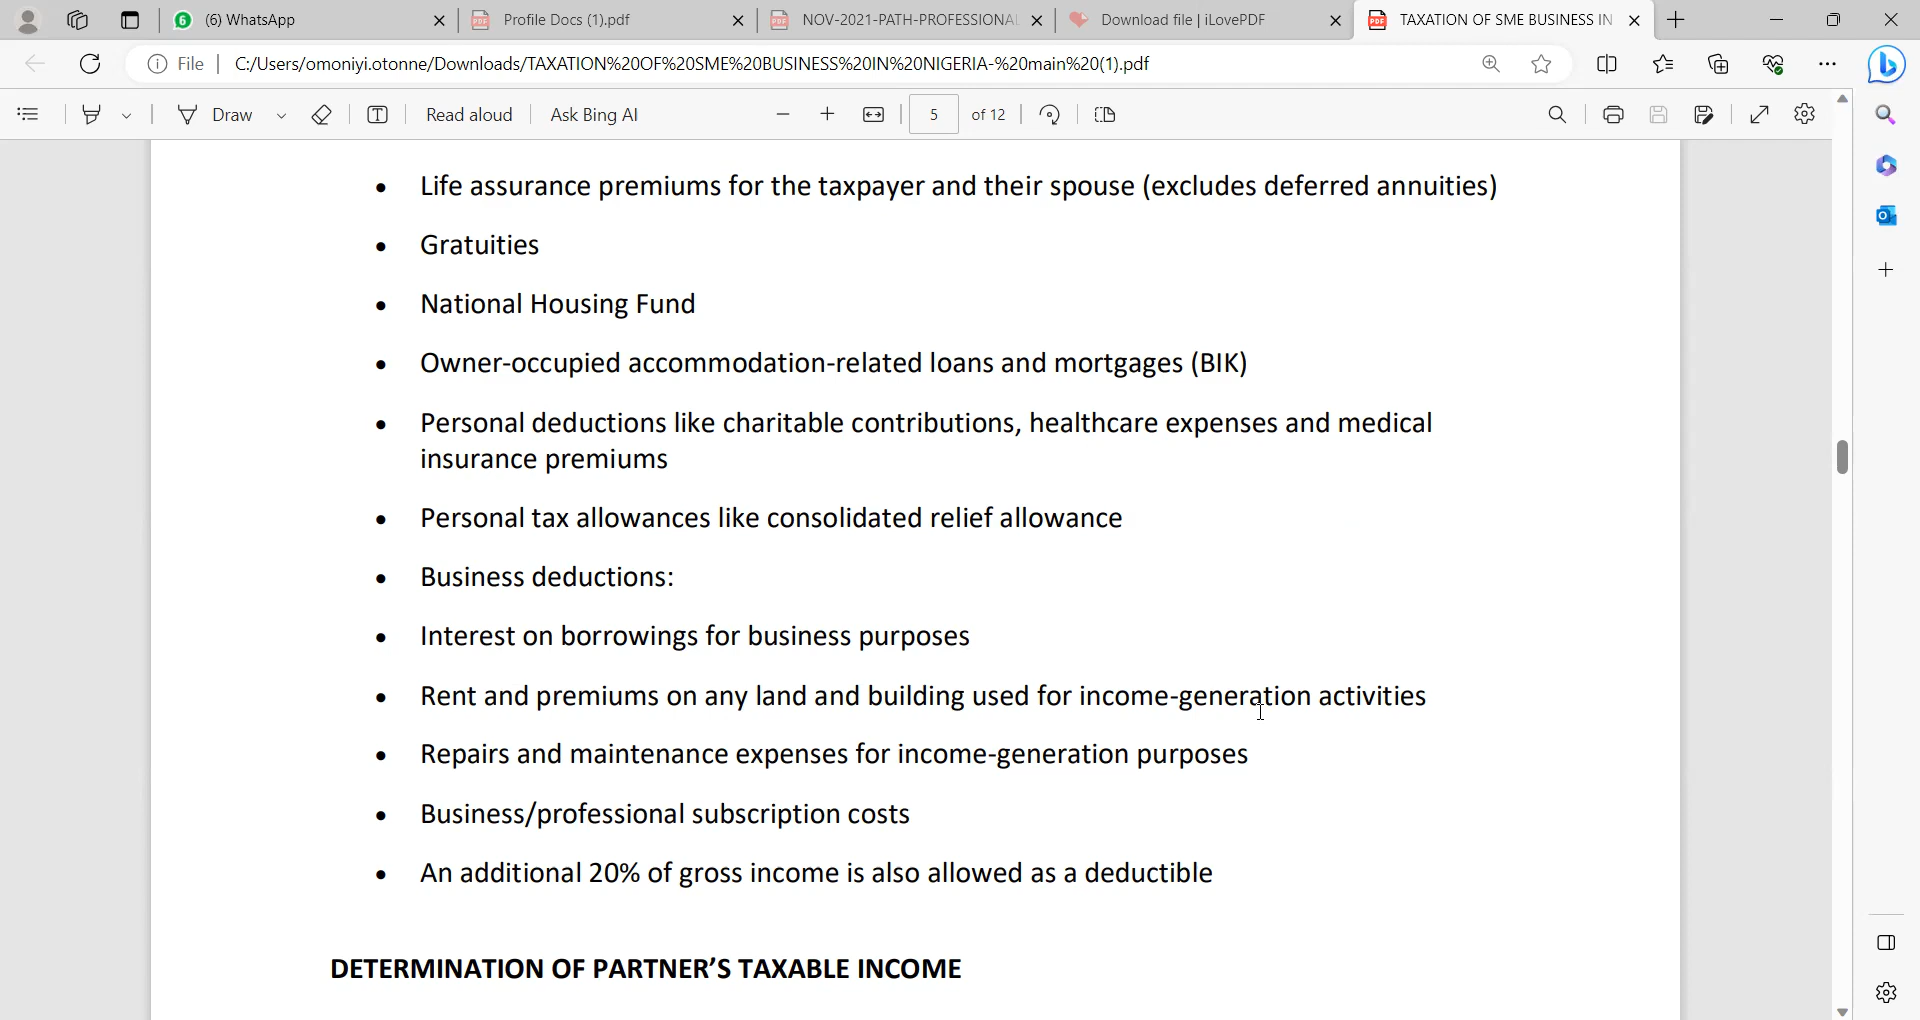 (6) WhatsApp
Profile Docs (1).pdf
NOV-2021-PATH-PROFESSIONAL
Download file | iLovePDF
TAXATION OF SME BUSINESS IN
File
C:/Users/omoniyi.otonne/Downloads/TAXATION%20OF%20SME%20BUSINESS%20IN%20NIGERIA-%20main%20(1).pdf
Draw
Read aloud
Ask Bing AI
5 of 12
• Life assurance premiums for the taxpayer and their spouse (excludes deferred annuities)
• Gratuities
• National Housing Fund
• Owner-occupied accommodation-related loans and mortgages (BIK)
• Personal deductions like charitable contributions, healthcare expenses and medical
insurance premiums
• Personal tax allowances like consolidated relief allowance
• Business deductions:
• Interest on borrowings for business purposes
• Rent and premiums on any land and building used for income-generation activities
• Repairs and maintenance expenses for income-generation purposes
• Business/professional subscription costs
• An additional 20% of gross income is also allowed as a deductible
DETERMINATION OF PARTNER’S TAXABLE INCOME